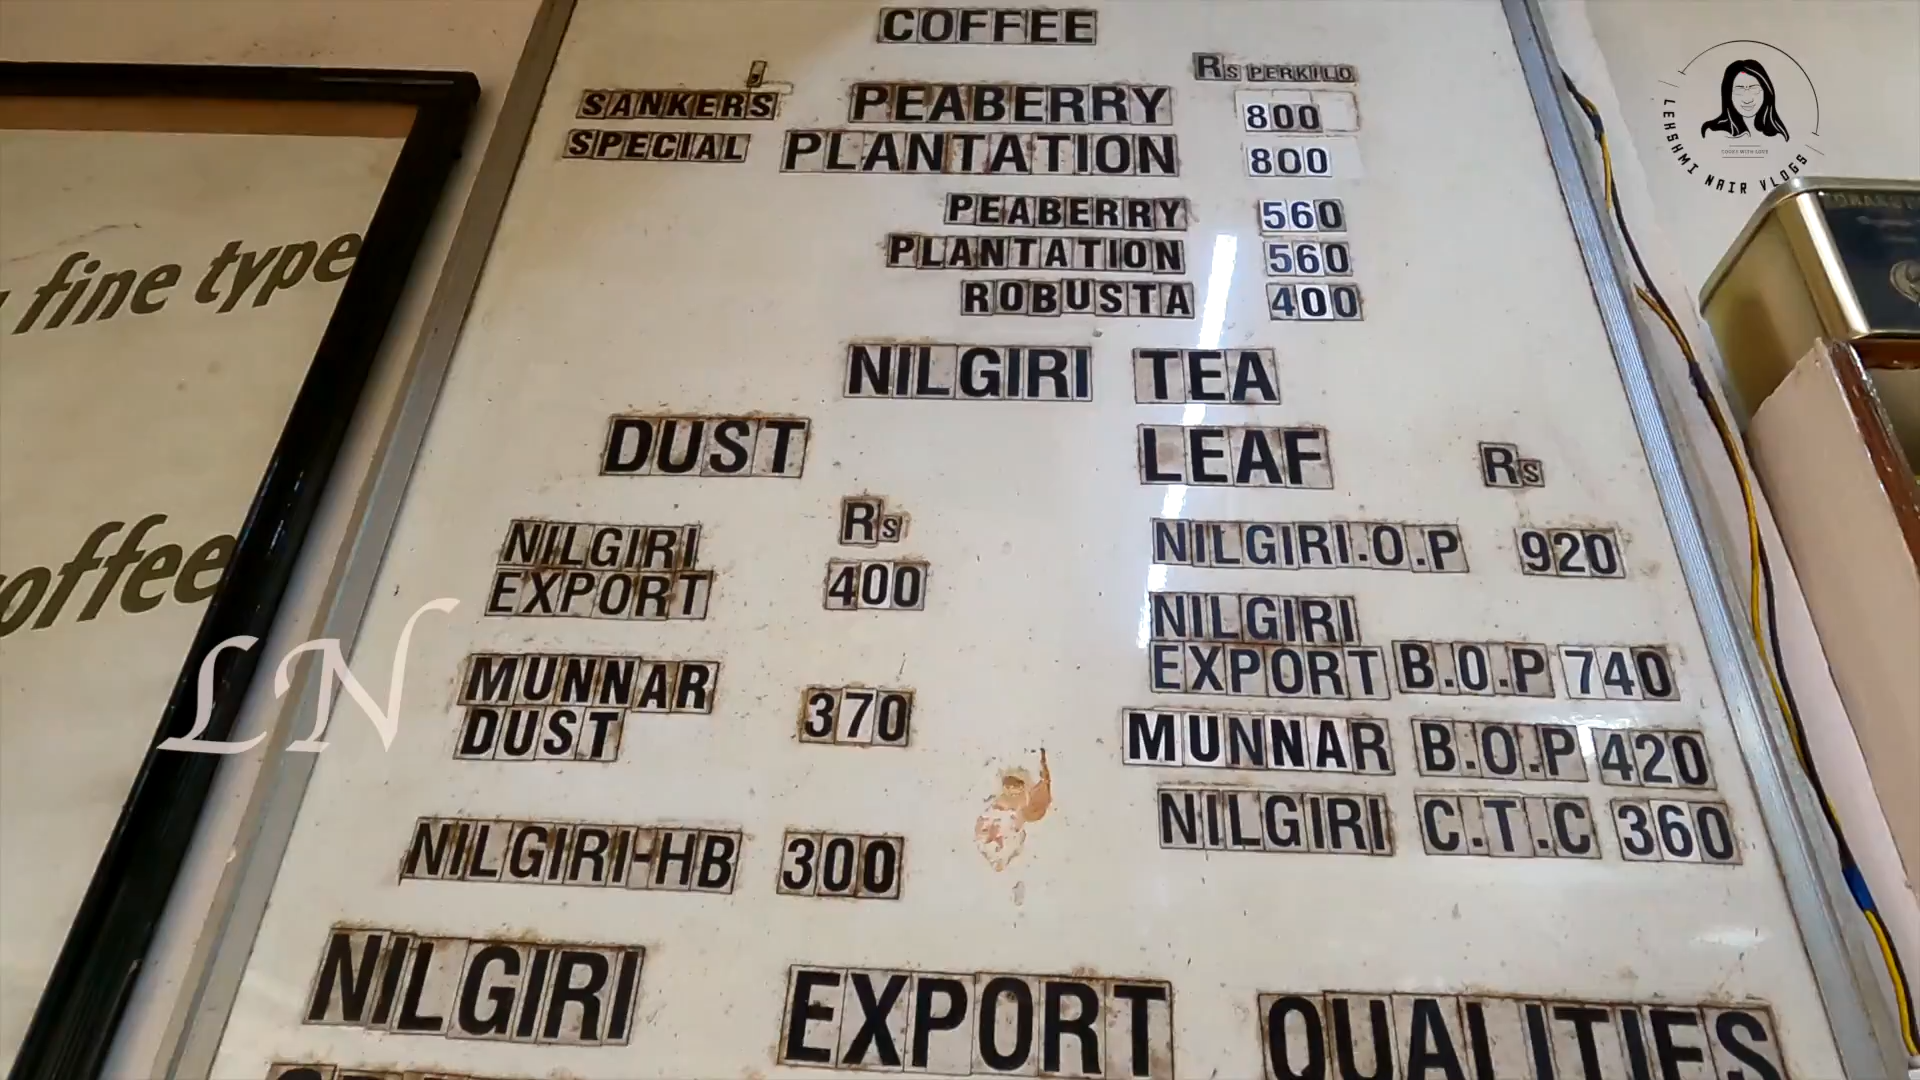 COFFEE
Rs PERKILO
SANKERS PEABERRY 800
SPECIAL PLANTATION 800
PEABERRY 560
PLANTATION 560
ROBUSTA 400
NILGIRI TEA
DUST
Rs
NILGIRI
EXPORT 400
MUNNAR
DUST 370
NILGIRI-HB 300
LEAF Rs
NILGIRI.O.P 920
NILGIRI
EXPORT B.O.P 740
MUNNAR B.O.P 420
NILGIRI C.T.C 360
NILGIRI EXPORT QUALITIES
fine type
offee
LN
LEKSHMI NAIR VLOGS